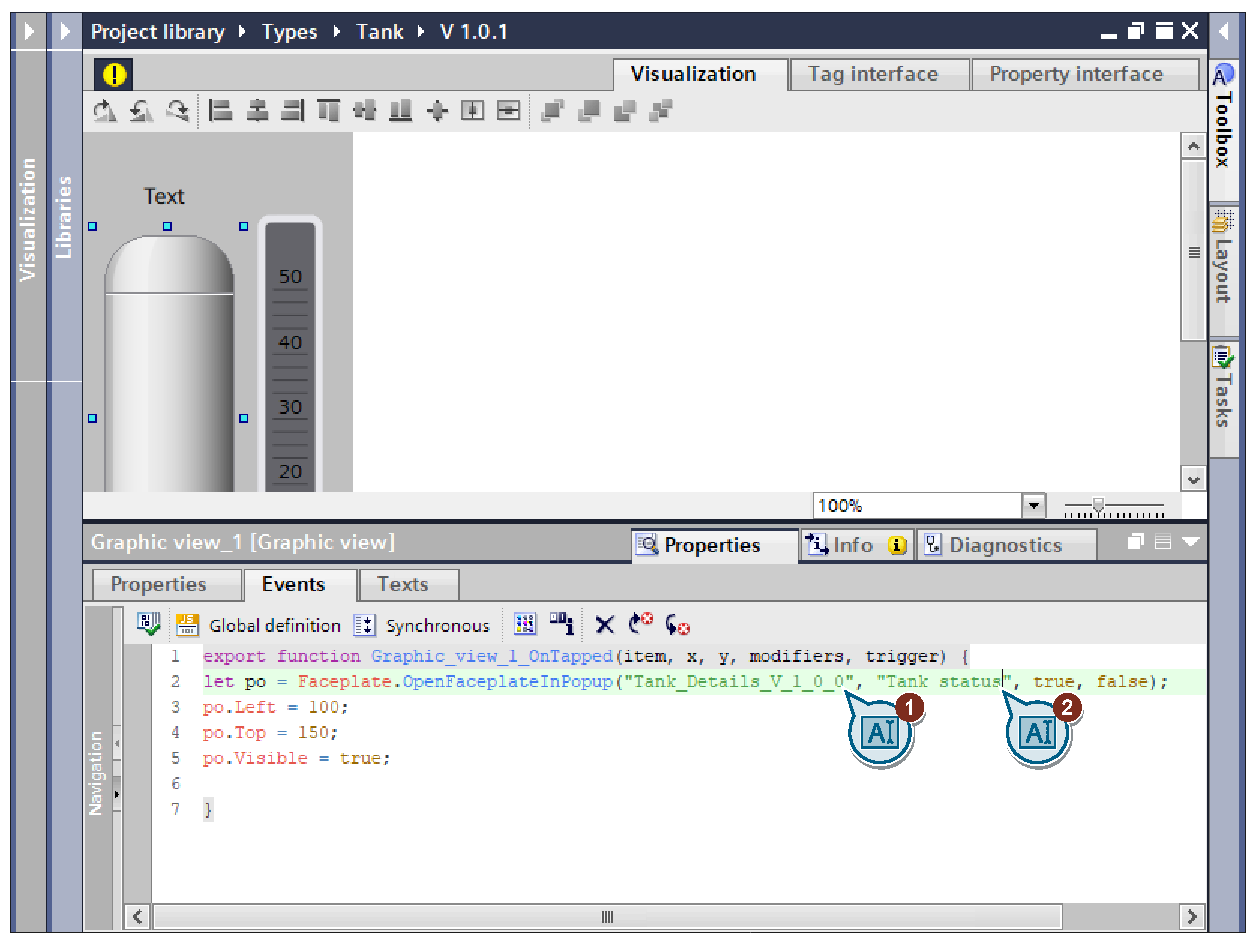 Project library ▸ Types ▸ Tank ▸ V 1.0.1
Visualization
Tag interface
Property interface
Visualization
Libraries
Toolbox
Layout
Tasks
Text
50
40
30
20
100%
Graphic view_1 [Graphic view]
Properties
Info
Diagnostics
Properties
Events
Texts
Global definition
Synchronous
Navigation
1 export function Graphic_view_1_OnTapped(item, x, y, modifiers, trigger) {
2 let po = Faceplate.OpenFaceplateInPopup("Tank_Details_V_1_0_0", "Tank status", true, false);
3 po.Left = 100;
4 po.Top = 150;
5 po.Visible = true;
6
7 }
1
2
AI
AI